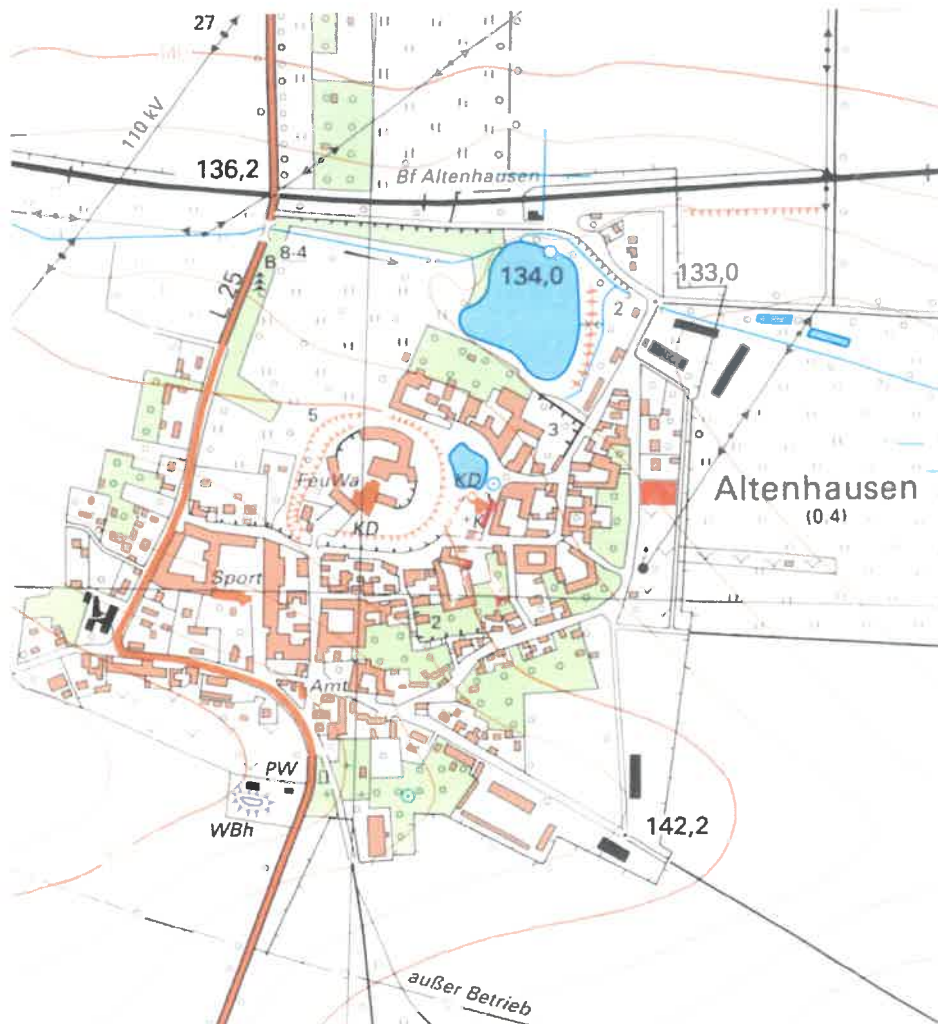 27
110 kV
136,2
Bf Altenhausen
B 8-4
134,0
133,0
L 25
2
5
3
FeuWa
KD
KD
K
Altenhausen
(0,4)
Sport
2
Amt
PW
WBh
142,2
außer Betrieb